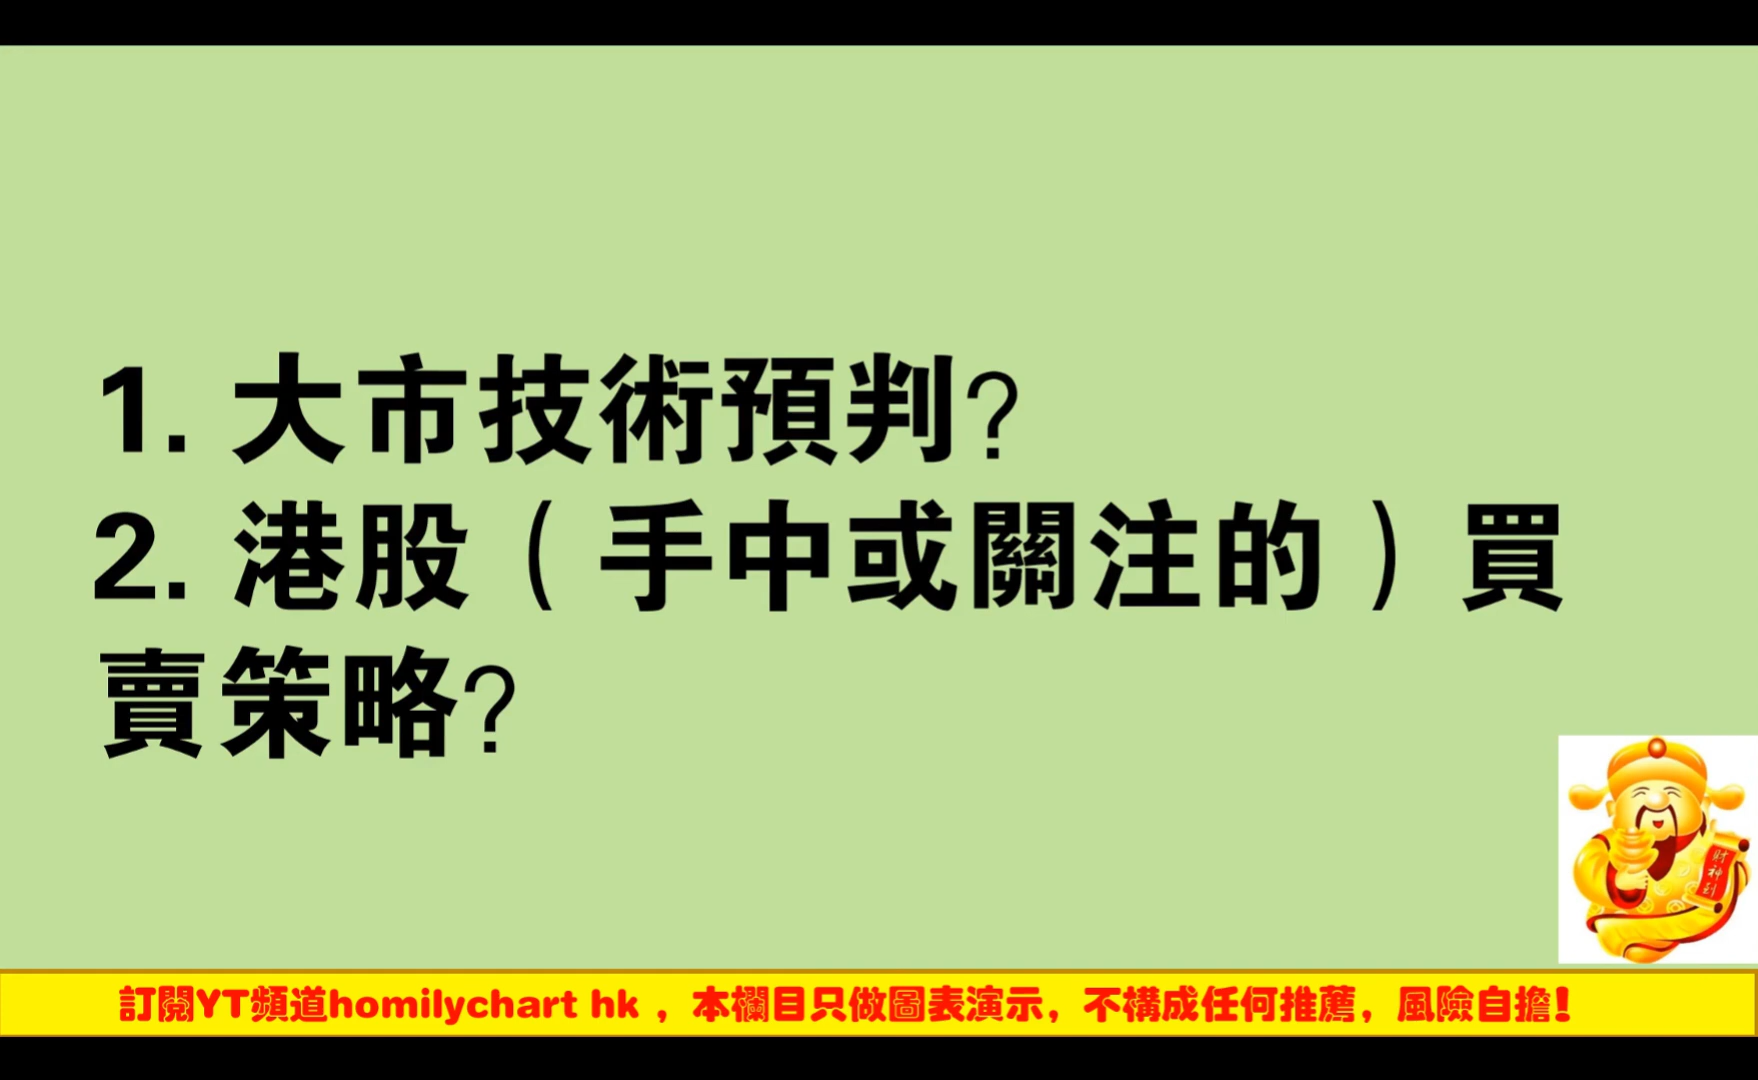 1. 大市技術預判?
2. 港股（手中或關注的）買
賣策略?
財神到
訂閱YT頻道homilychart hk ，本欄目只做圖表演示，不構成任何推薦，風險自擔！